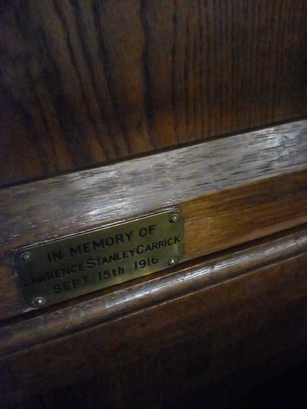 IN MEMORY OF
LAWRENCE STANLEY CARRICK
SEPT 15th 1916